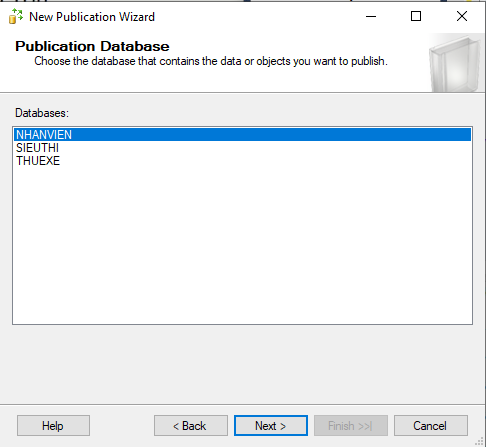 New Publication Wizard
Publication Database
Choose the database that contains the data or objects you want to publish.
Databases:
NHANVIEN
SIEUTHI
THUEXE
Help
< Back
Next >
Finish >>|
Cancel